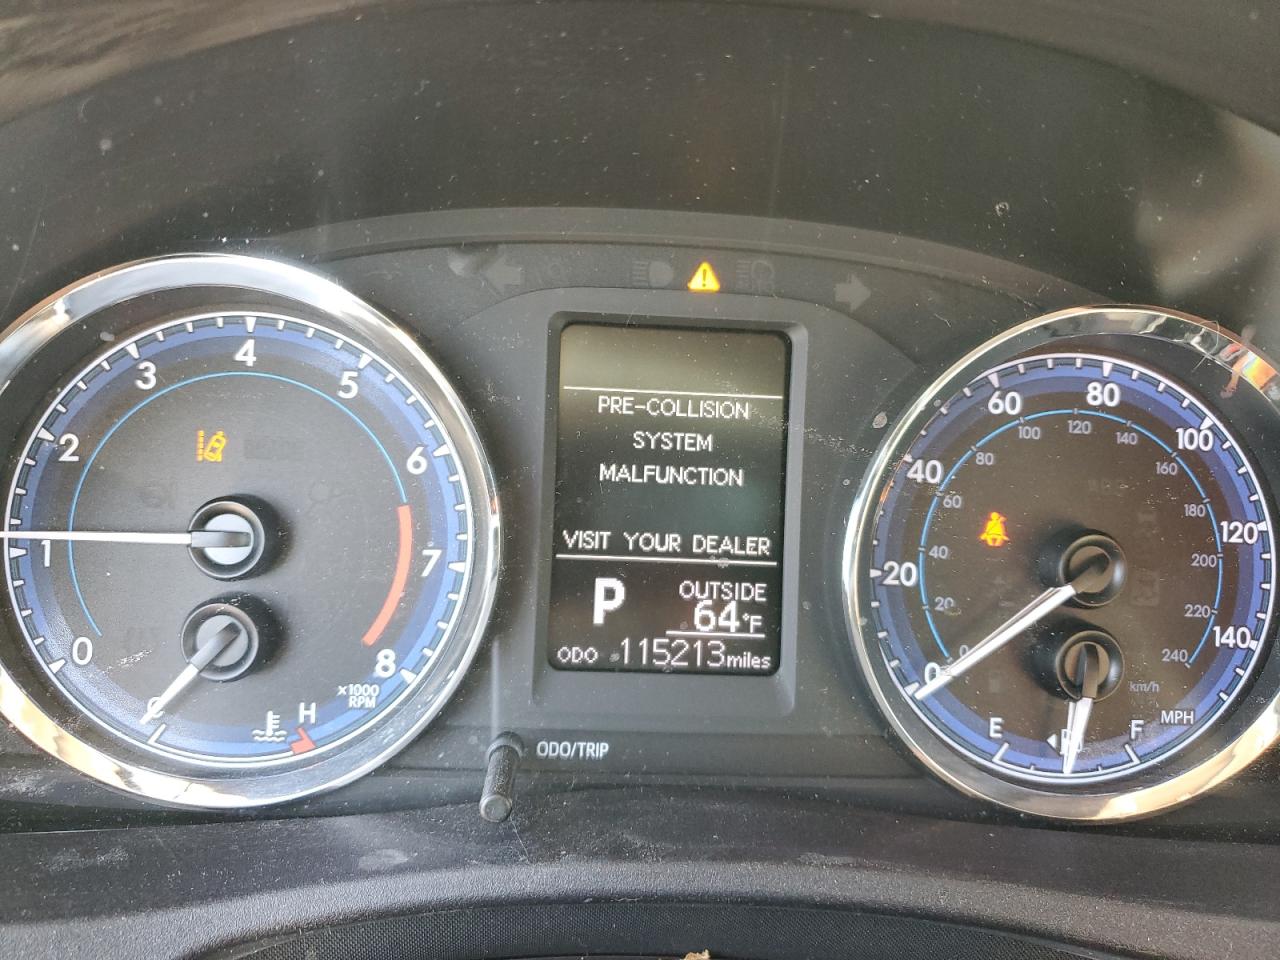 PRE-COLLISION
SYSTEM
MALFUNCTION
VISIT YOUR DEALER
P
OUTSIDE
64°F
ODO 115213 miles
ODO/TRIP
0
1
2
3
4
5
6
7
8
x1000
RPM
C
H
0
20
40
60
80
100
120
140
MPH
0
20
40
60
80
100
120
140
160
180
200
220
240
km/h
E
F